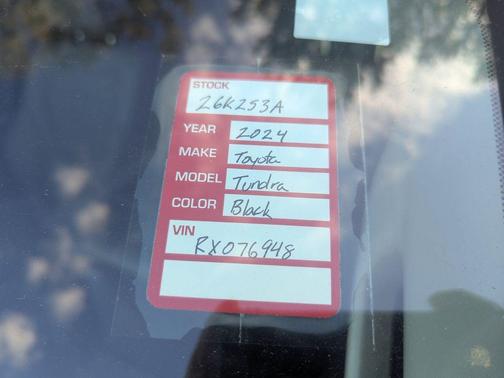 STOCK
26K253A
YEAR 2024
MAKE Toyota
MODEL Tundra
COLOR Black
VIN
RX076948